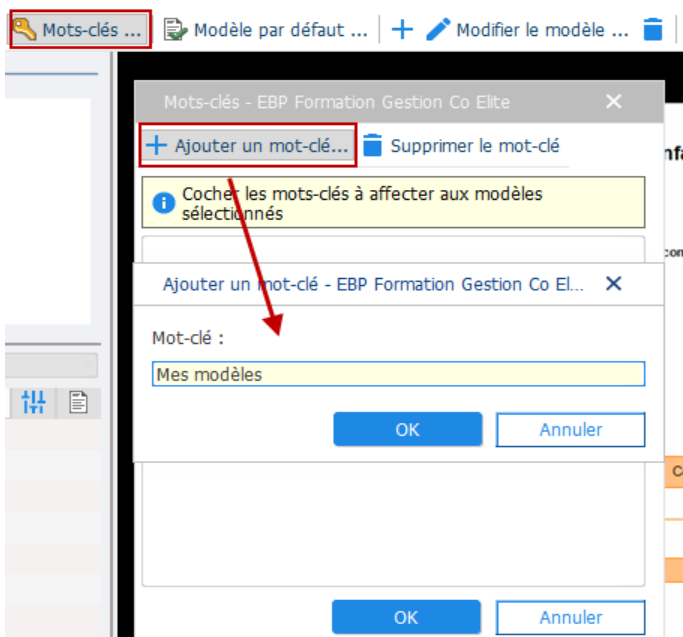 Mots-clés ... Modèle par défaut ... Modifier le modèle ...
Mots-clés - EBP Formation Gestion Co Elite
Ajouter un mot-clé... Supprimer le mot-clé
Cocher les mots-clés à affecter aux modèles
sélectionnés
Ajouter un mot-clé - EBP Formation Gestion Co El...
Mot-clé :
Mes modèles
OK Annuler
OK Annuler